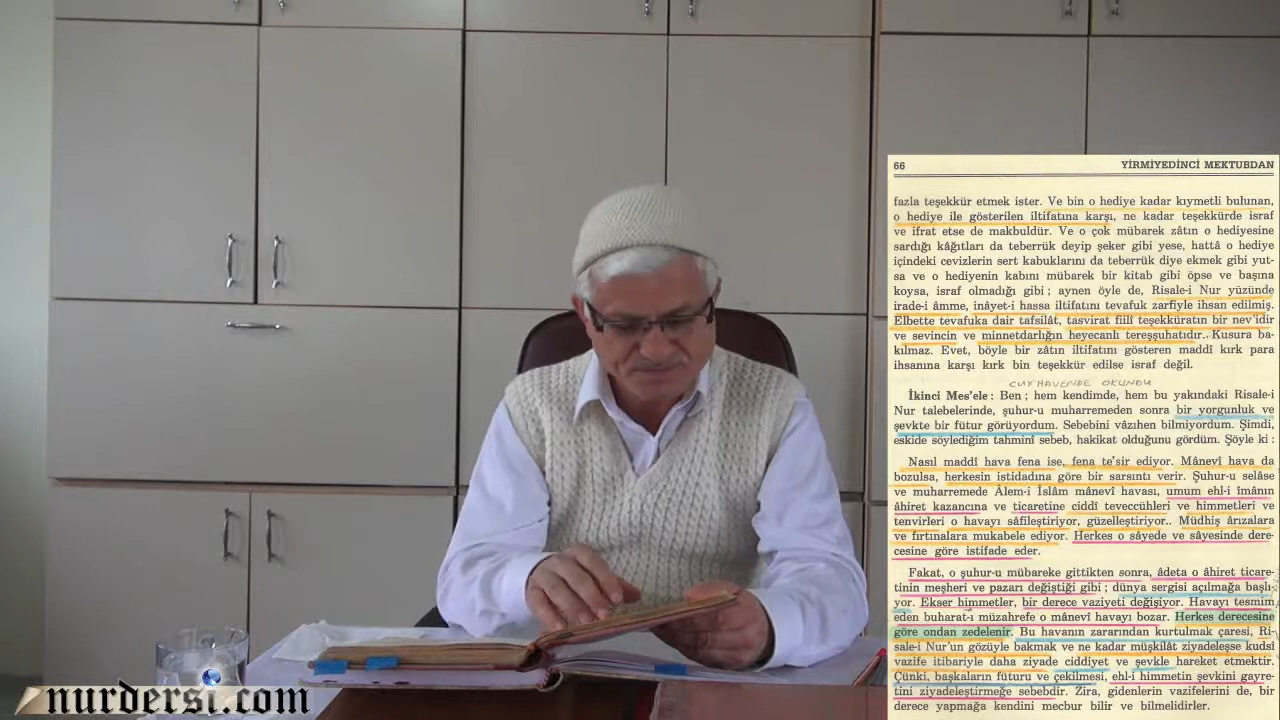 66 YİRMİYEDİNCİ MEKTUBDAN
fazla teşekkür etmek ister. Ve bin o hediye kadar kıymetli bulunan,
o hediye ile gösterilen iltifatına karşı, ne kadar teşekkürde israf
ve ifrat etse de makbuldür. Ve o çok mübarek zâtın o hediyesine
sardığı kâğıtları da teberrük deyip şeker gibi yese, hattâ o hediye
içindeki cevizlerin sert kabuklarını da teberrük diye ekmek gibi yut-
sa ve o hediyenin kabını mübarek bir kitab gibi öpse ve başına
koysa, israf olmadığı gibi ; aynen öyle de, Risale-i Nur yüzünde
irade-i âmme, inâyet-i hassa iltifatını tevafuk zarfiyle ihsan edilmiş.
Elbette tevafuka dair tafsilât, tasvirat fiilî teşekküratın bir nev'idir
ve sevincin ve minnetdarlığın heyecanlı tereşşuhatıdır.. Kusura ba-
kılmaz. Evet, böyle bir zâtın iltifatını gösteren maddî kırk para
ihsanına karşı kırk bin teşekkür edilse israf değil.
CUXHAVENDE OKUNDU
İkinci Mes'ele : Ben ; hem kendimde, hem bu yakındaki Risale-i
Nur talebelerinde, şuhur-u muharremeden sonra bir yorgunluk ve
şevkte bir fütur görüyordum. Sebebini vâzıhen bilmiyordum. Şimdi,
eskide söylediğim tahminî sebeb, hakikat olduğunu gördüm. Şöyle ki :
Nasıl maddî hava fena ise, fena te'sir ediyor. Mânevî hava da
bozulsa, herkesin istidadına göre bir sarsıntı verir. Şuhur-u selâse
ve muharremede Âlem-i İslâm mânevî havası, umum ehl-i îmânın
âhiret kazancına ve ticaretine ciddî teveccühleri ve himmetleri ve
tenvirleri o havayı sâfileştiriyor, güzelleştiriyor.. Müdhiş ârızalara
ve fırtınalara mukabele ediyor. Herkes o sâyede ve sâyesinde dere-
cesine göre istifade eder.
Fakat, o şuhur-u mübareke gittikten sonra, âdeta o âhiret ticare-
tinin meşheri ve pazarı değiştiği gibi ; dünya sergisi açılmağa başlı-
yor. Ekser himmetler, bir derece vaziyeti değişiyor. Havayı tesmim
eden buharat-ı müzahrefe o mânevî havayı bozar. Herkes derecesine
göre ondan zedelenir. Bu havanın zararından kurtulmak çaresi, Ri-
sale-i Nur'un gözüyle bakmak ve ne kadar müşkilât ziyadeleşse kudsî
vazife itibariyle daha ziyade ciddiyet ve şevkle hareket etmektir.
Çünki, başkaların füturu ve çekilmesi, ehl-i himmetin şevkini gayre-
tini ziyadeleştirmeğe sebebdir. Zira, gidenlerin vazifelerini de, bir
derece yapmağa kendini mecbur bilir ve bilmelidirler.
nurdersi.com